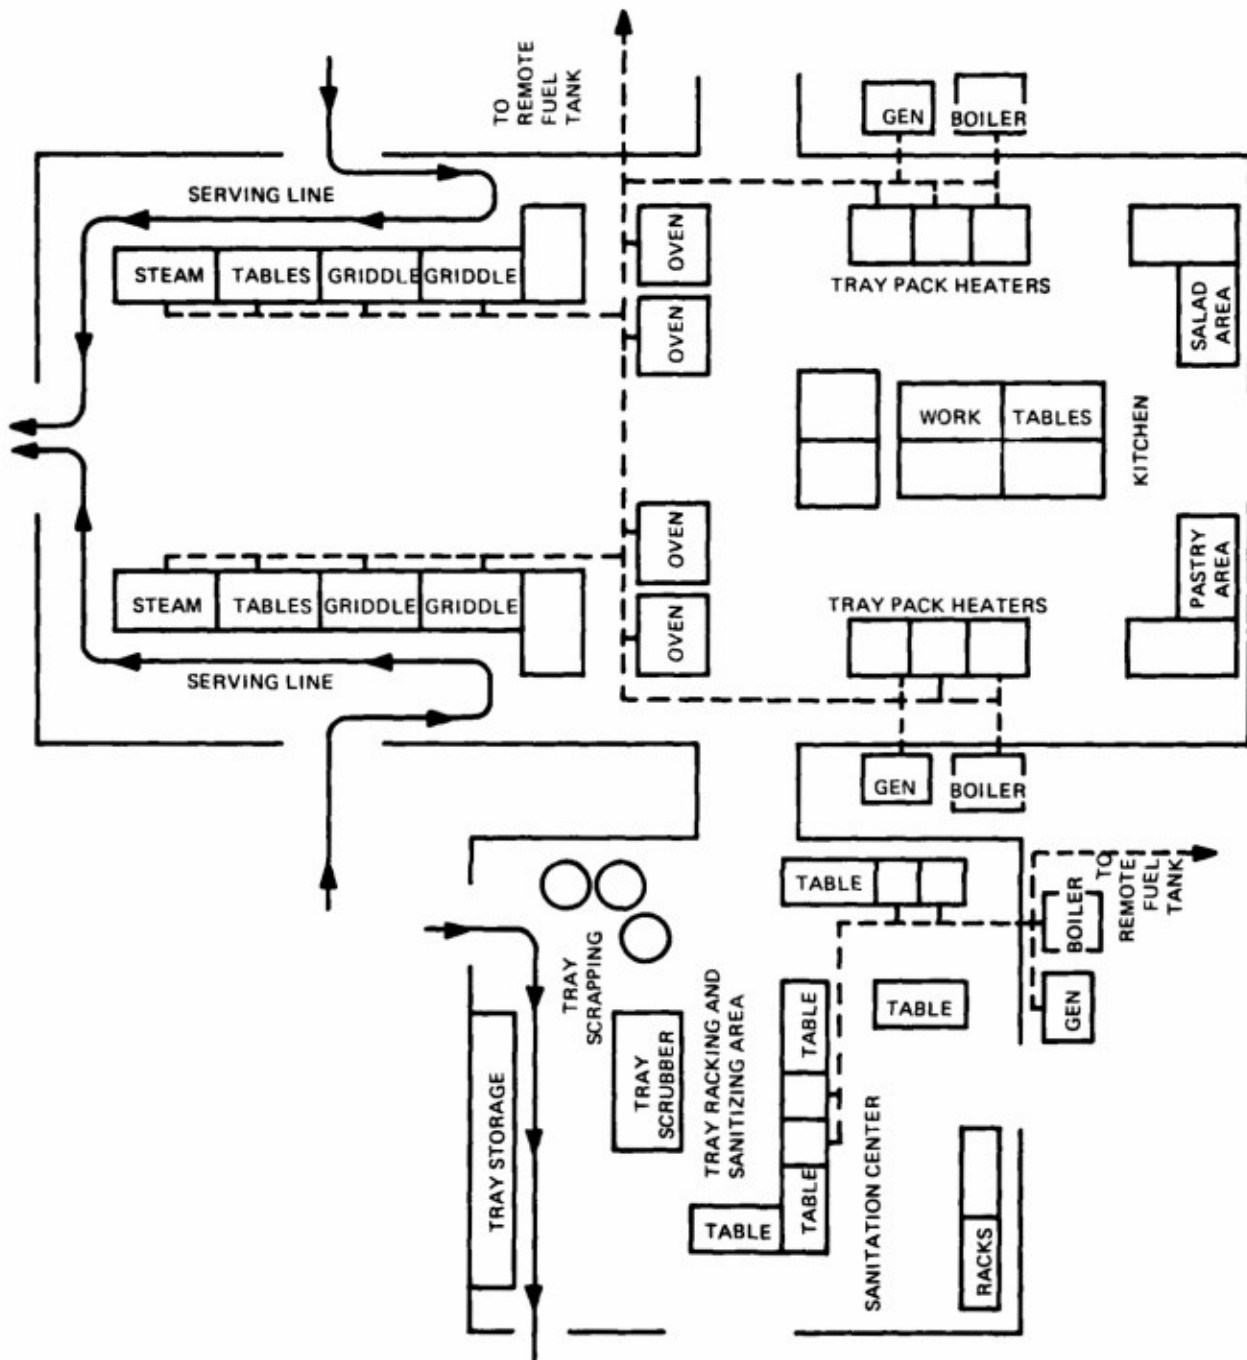 TO
REMOTE
FUEL
TANK
GEN
BOILER
SERVING LINE
STEAM
TABLES
GRIDDLE
GRIDDLE
OVEN
OVEN
TRAY PACK HEATERS
SALAD
AREA
WORK
TABLES
KITCHEN
OVEN
OVEN
STEAM
TABLES
GRIDDLE
GRIDDLE
TRAY PACK HEATERS
PASTRY
AREA
SERVING LINE
GEN
BOILER
TABLE
BOILER
TO
REMOTE
FUEL
TANK
TRAY
SCRAPPING
TRAY STORAGE
TRAY
SCRUBBER
TRAY RACKING AND
SANITIZING AREA
TABLE
TABLE
GEN
TABLE
TABLE
SANITATION CENTER
RACKS